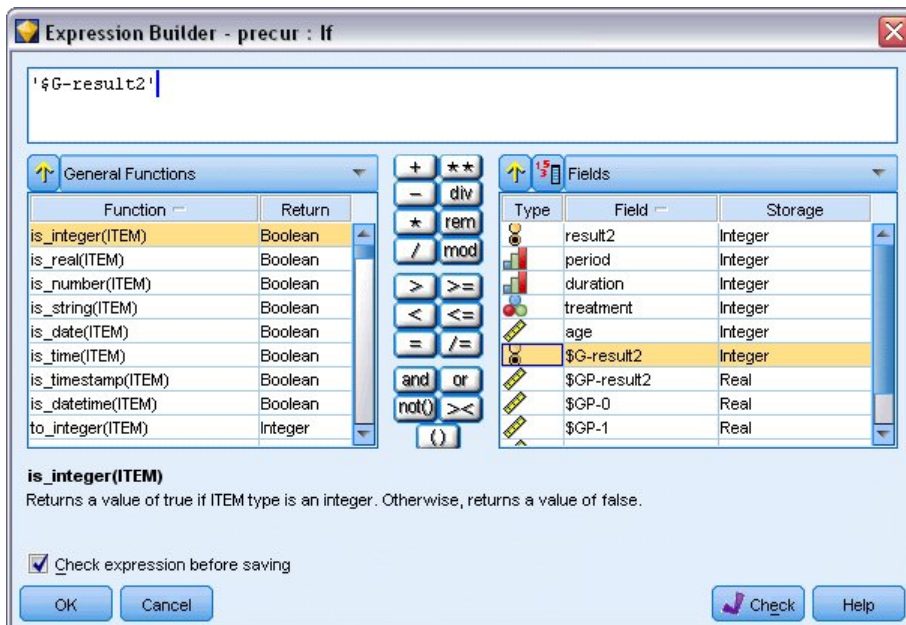 Expression Builder - precur : If
'$G-result2'
General Functions
Function Return
is_integer(ITEM) Boolean
is_real(ITEM) Boolean
is_number(ITEM) Boolean
is_string(ITEM) Boolean
is_date(ITEM) Boolean
is_time(ITEM) Boolean
is_timestamp(ITEM) Boolean
is_datetime(ITEM) Boolean
to_integer(ITEM) Integer
+ **
- div
* rem
/ mod
> >=
< <=
= /=
and or
not() ><
()
Fields
Type Field Storage
result2 Integer
period Integer
duration Integer
treatment Integer
age Integer
$G-result2 Integer
$GP-result2 Real
$GP-0 Real
$GP-1 Real
is_integer(ITEM)
Returns a value of true if ITEM type is an integer. Otherwise, returns a value of false.
Check expression before saving
OK Cancel Check Help